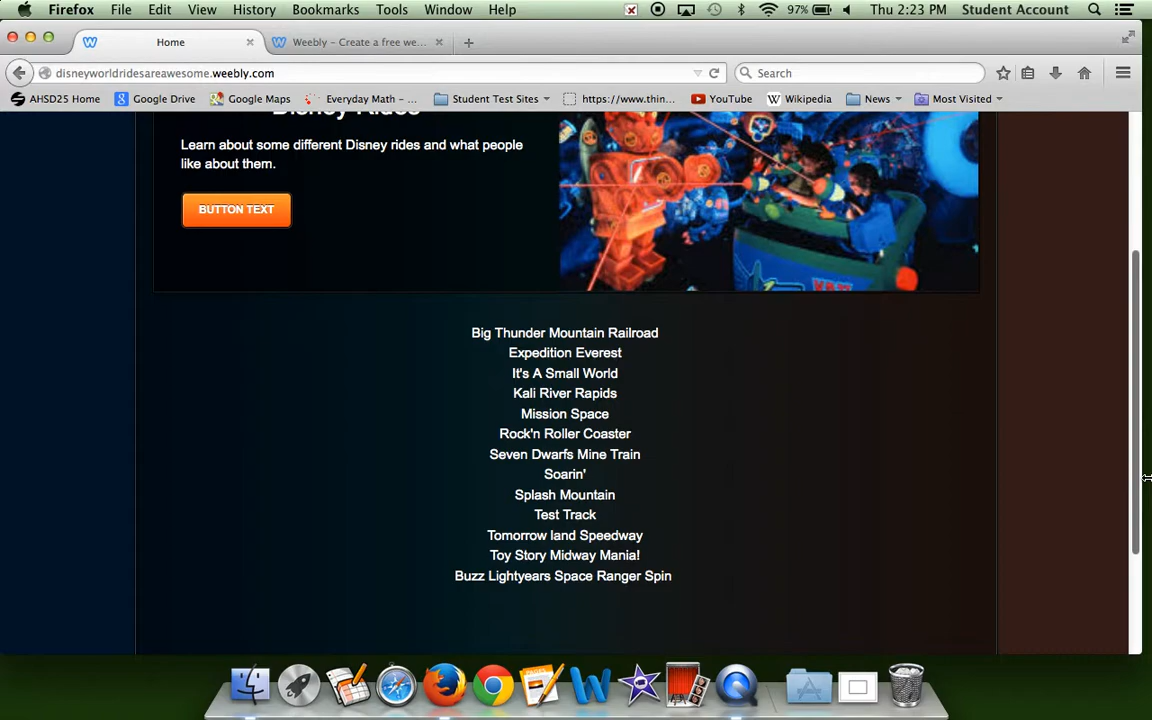 Firefox File Edit View History Bookmarks Tools Window Help 97% Thu 2:23 PM Student Account
Home Weebly - Create a free we...
disneyworldridesareawesome.weebly.com Search
AHSD25 Home Google Drive Google Maps Everyday Math – ... Student Test Sites https://www.thin... YouTube Wikipedia News Most Visited
Disney Rides
Learn about some different Disney rides and what people
like about them.
BUTTON TEXT
Big Thunder Mountain Railroad
Expedition Everest
It's A Small World
Kali River Rapids
Mission Space
Rock'n Roller Coaster
Seven Dwarfs Mine Train
Soarin'
Splash Mountain
Test Track
Tomorrow land Speedway
Toy Story Midway Mania!
Buzz Lightyears Space Ranger Spin